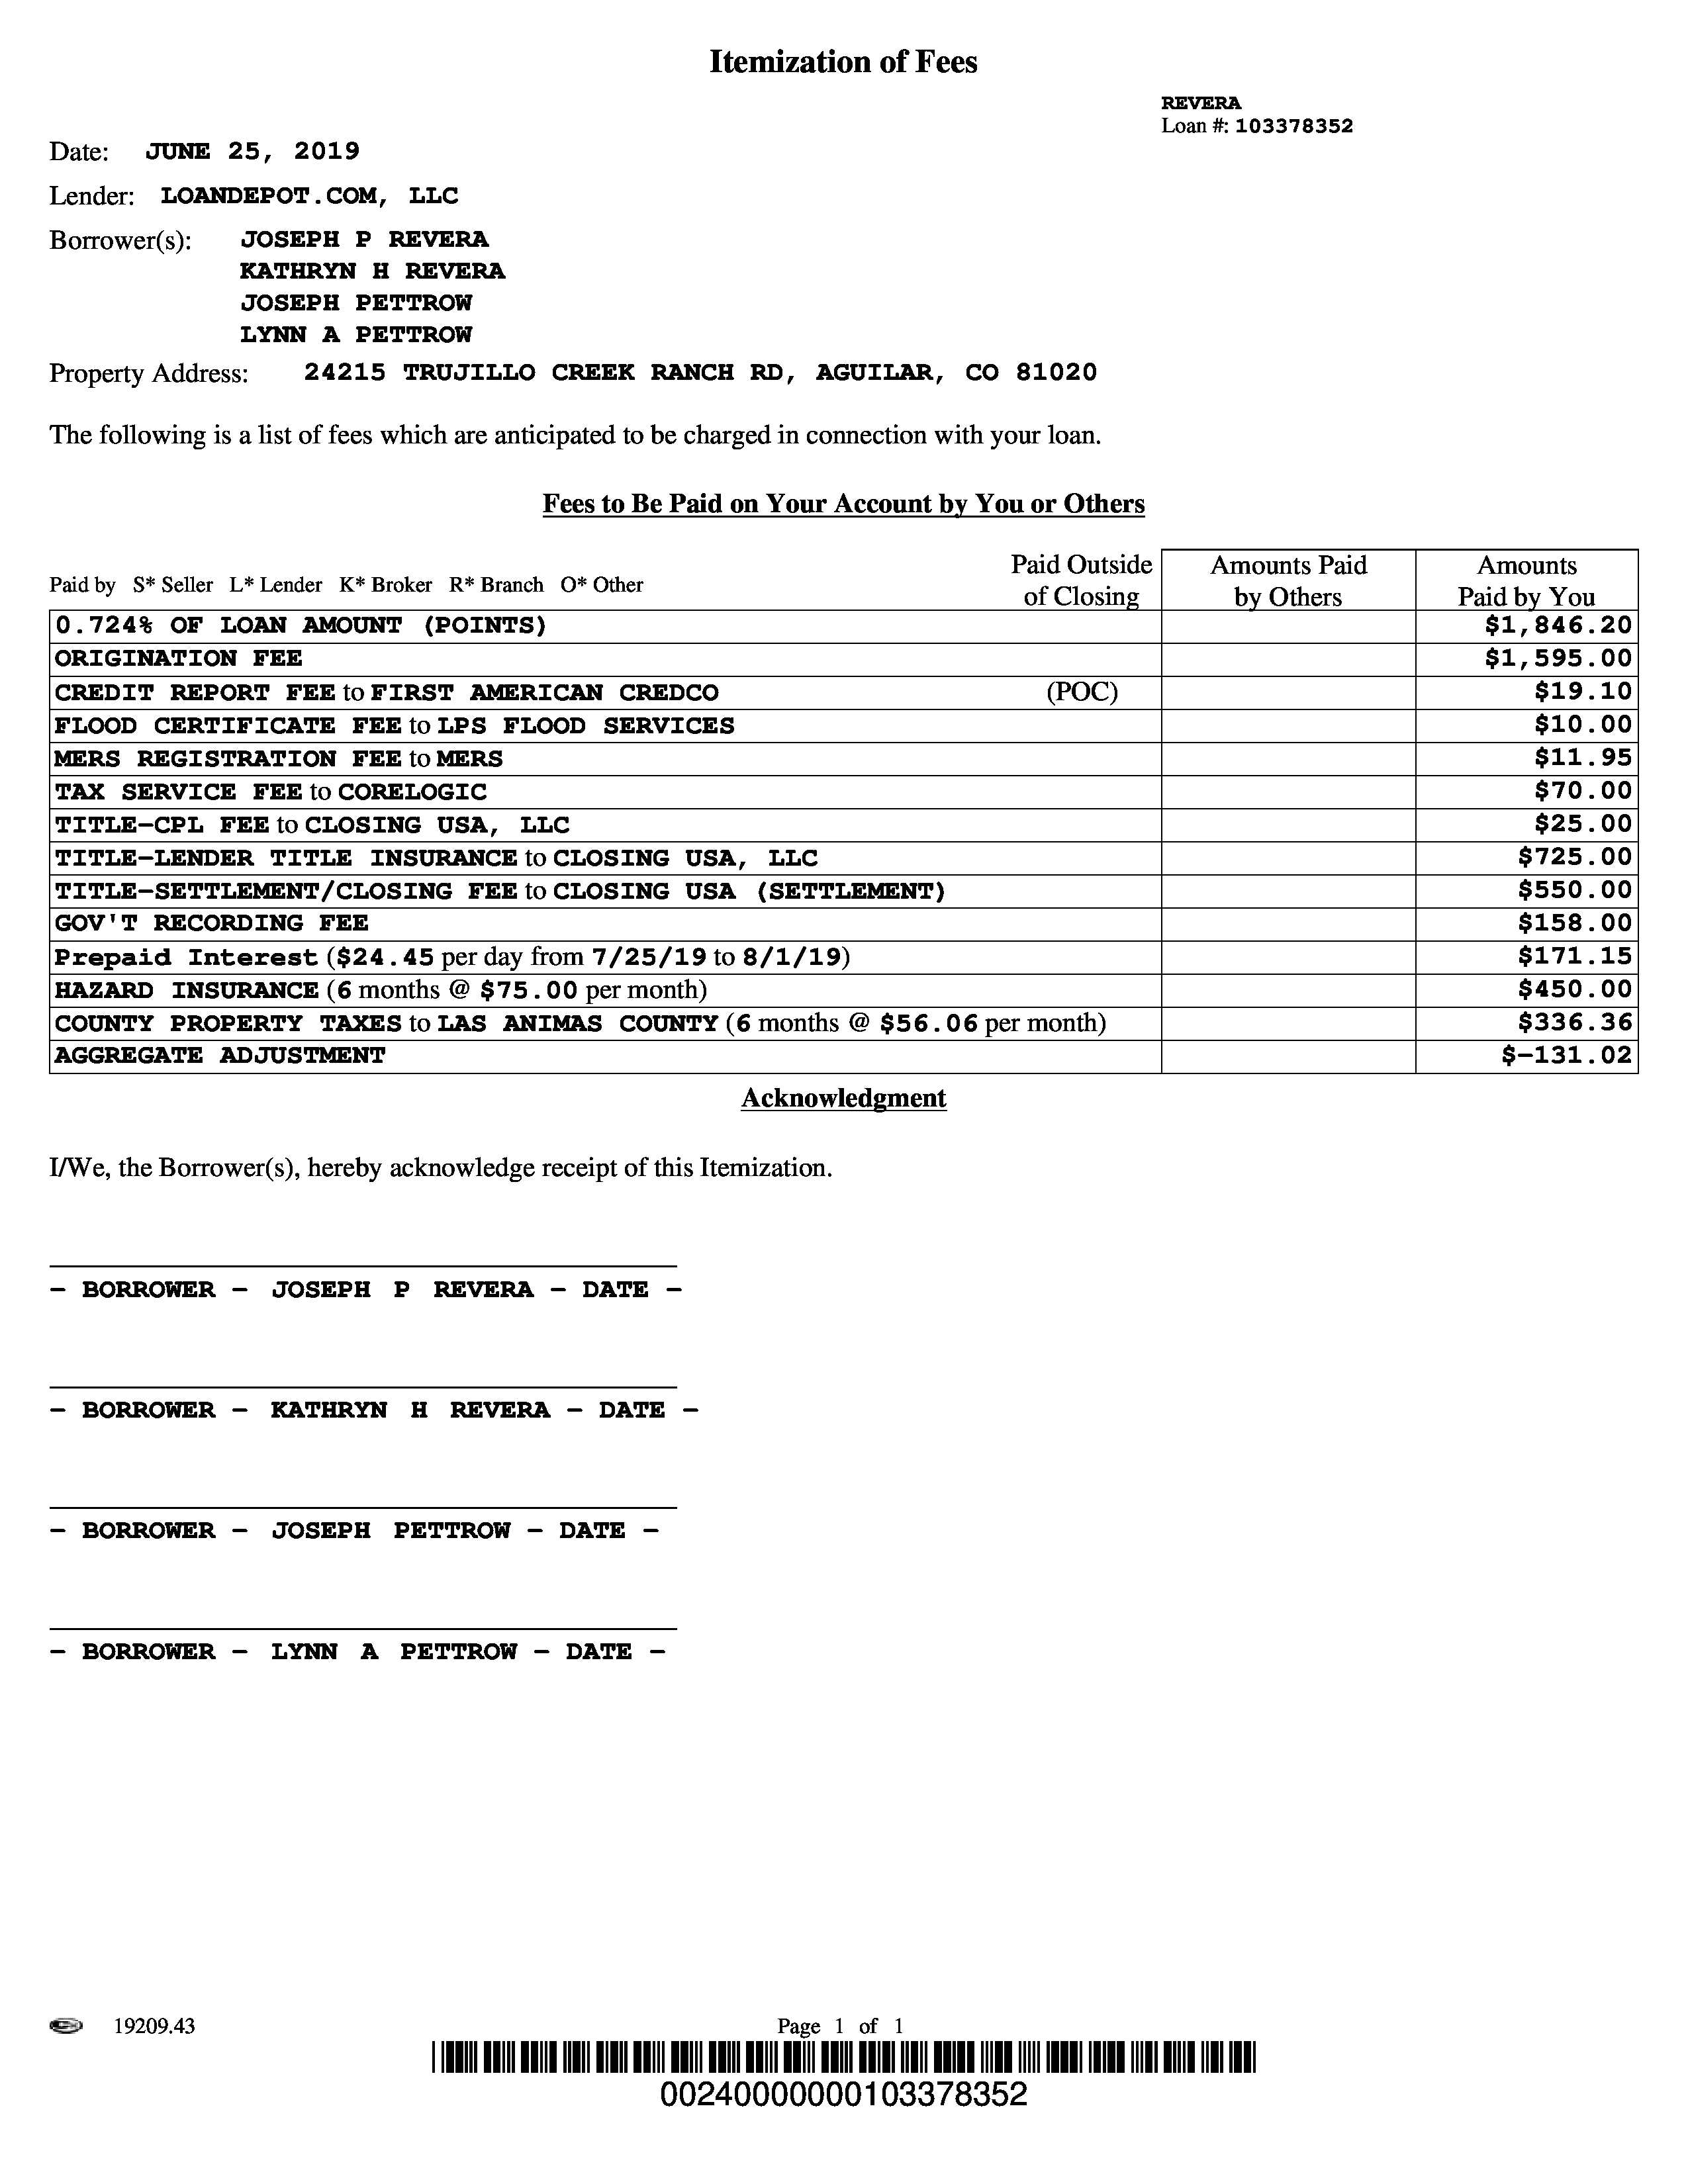 Itemization of Fees
REVERA
Loan #: 103378352
Date: JUNE 25, 2019
Lender: LOANDEPOT.COM, LLC
Borrower(s): JOSEPH P REVERA
KATHRYN H REVERA
JOSEPH PETTROW
LYNN A PETTROW
Property Address: 24215 TRUJILLO CREEK RANCH RD, AGUILAR, CO 81020
The following is a list of fees which are anticipated to be charged in connection with your loan.
Fees to Be Paid on Your Account by You or Others
Paid by S* Seller L* Lender K* Broker R* Branch O* Other
Paid Outside of Closing
Amounts Paid by Others
Amounts Paid by You
0.724% OF LOAN AMOUNT (POINTS) $1,846.20
ORIGINATION FEE $1,595.00
CREDIT REPORT FEE to FIRST AMERICAN CREDCO (POC) $19.10
FLOOD CERTIFICATE FEE to LPS FLOOD SERVICES $10.00
MERS REGISTRATION FEE to MERS $11.95
TAX SERVICE FEE to CORELOGIC $70.00
TITLE-CPL FEE to CLOSING USA, LLC $25.00
TITLE-LENDER TITLE INSURANCE to CLOSING USA, LLC $725.00
TITLE-SETTLEMENT/CLOSING FEE to CLOSING USA (SETTLEMENT) $550.00
GOV'T RECORDING FEE $158.00
Prepaid Interest ($24.45 per day from 7/25/19 to 8/1/19) $171.15
HAZARD INSURANCE (6 months @ $75.00 per month) $450.00
COUNTY PROPERTY TAXES to LAS ANIMAS COUNTY (6 months @ $56.06 per month) $336.36
AGGREGATE ADJUSTMENT $-131.02
Acknowledgment
I/We, the Borrower(s), hereby acknowledge receipt of this Itemization.
- BORROWER - JOSEPH P REVERA - DATE -
- BORROWER - KATHRYN H REVERA - DATE -
- BORROWER - JOSEPH PETTROW - DATE -
- BORROWER - LYNN A PETTROW - DATE -
19209.43
Page 1 of 1
00240000000103378352